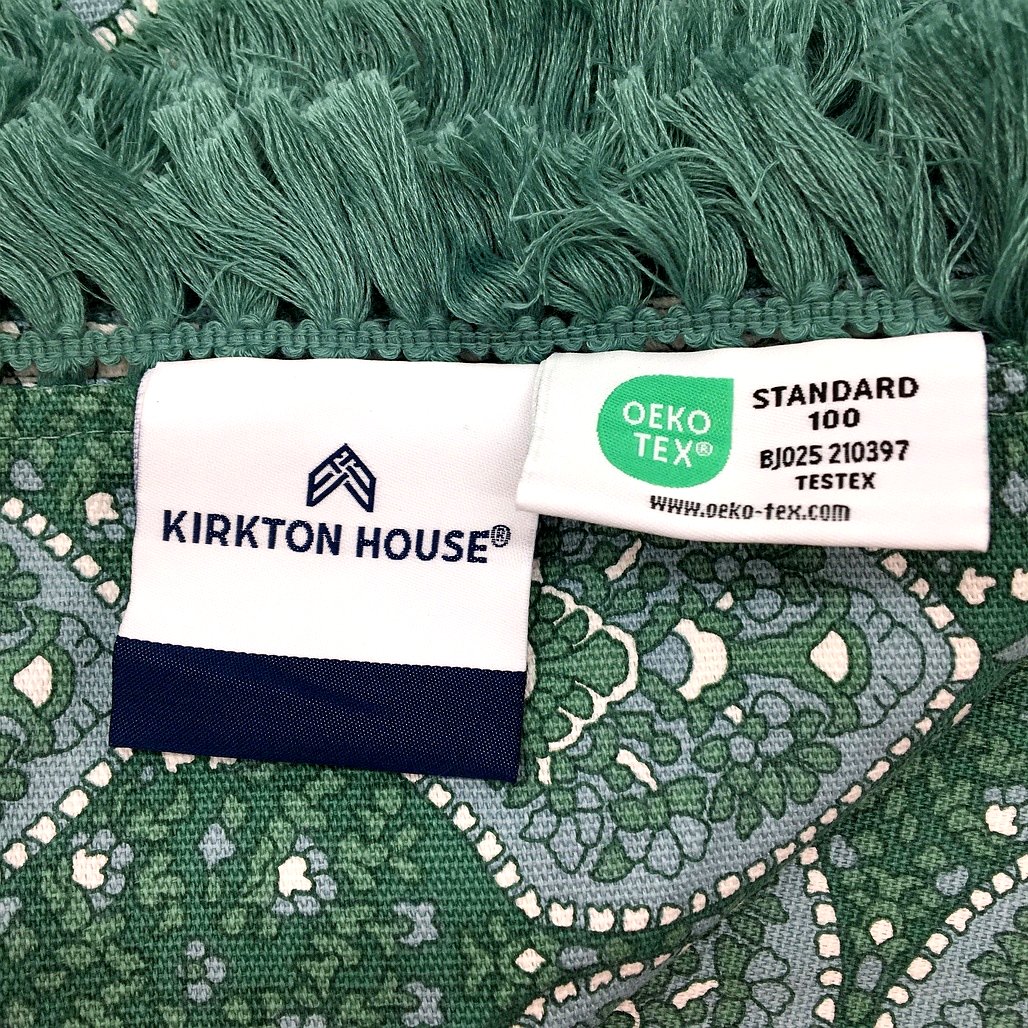 KIRKTON HOUSE®
OEKO
TEX®
STANDARD
100
BJ025 210397
TESTEX
www.oeko-tex.com